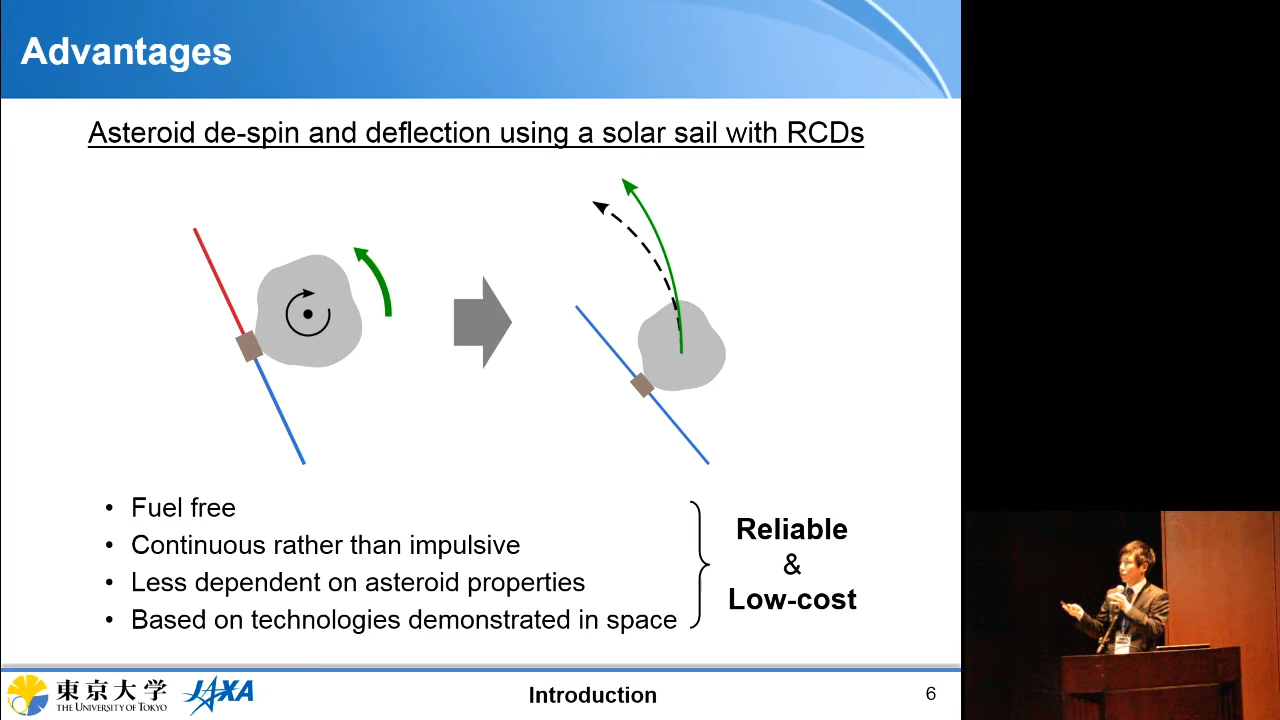 Advantages
Asteroid de-spin and deflection using a solar sail with RCDs
• Fuel free
• Continuous rather than impulsive
• Less dependent on asteroid properties
• Based on technologies demonstrated in space
Reliable
&
Low-cost
東京大学
THE UNIVERSITY OF TOKYO
JAXA
Introduction
6